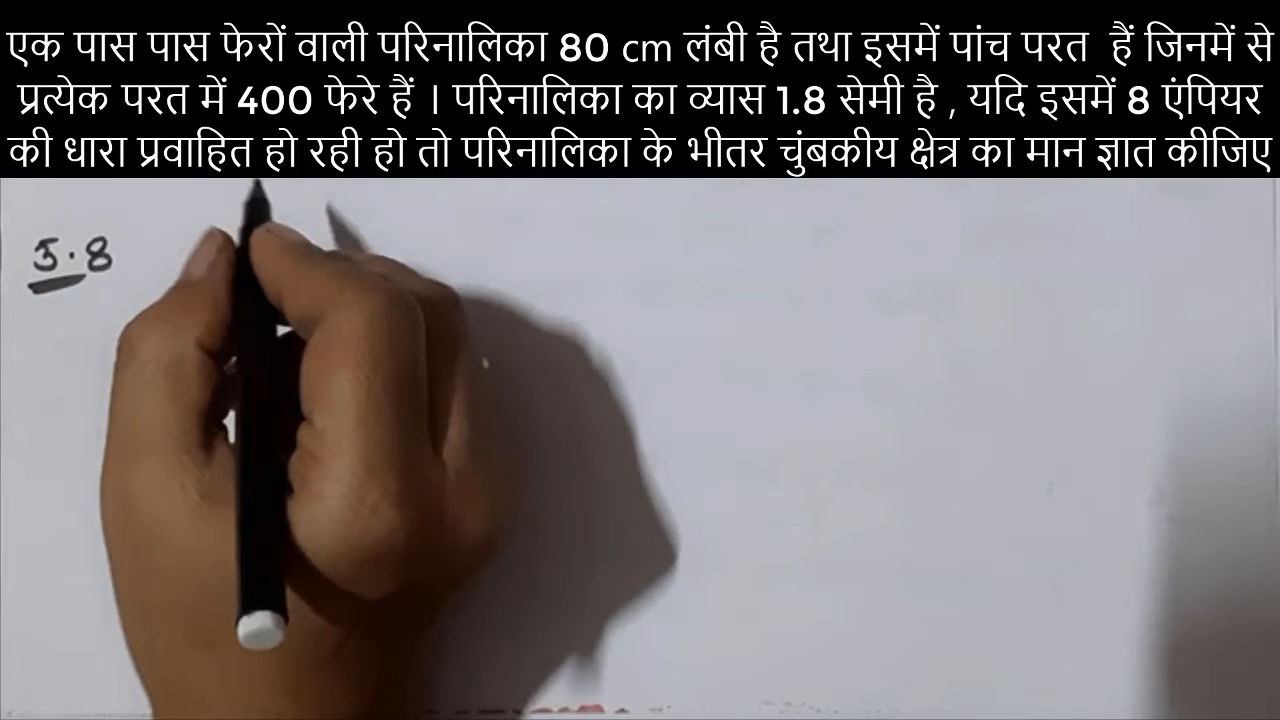 एक पास पास फेरों वाली परिनालिका 80 cm लंबी है तथा इसमें पांच परत हैं जिनमें से
प्रत्येक परत में 400 फेरे हैं । परिनालिका का व्यास 1.8 सेमी है , यदि इसमें 8 एंपियर
की धारा प्रवाहित हो रही हो तो परिनालिका के भीतर चुंबकीय क्षेत्र का मान ज्ञात कीजिए
5.8